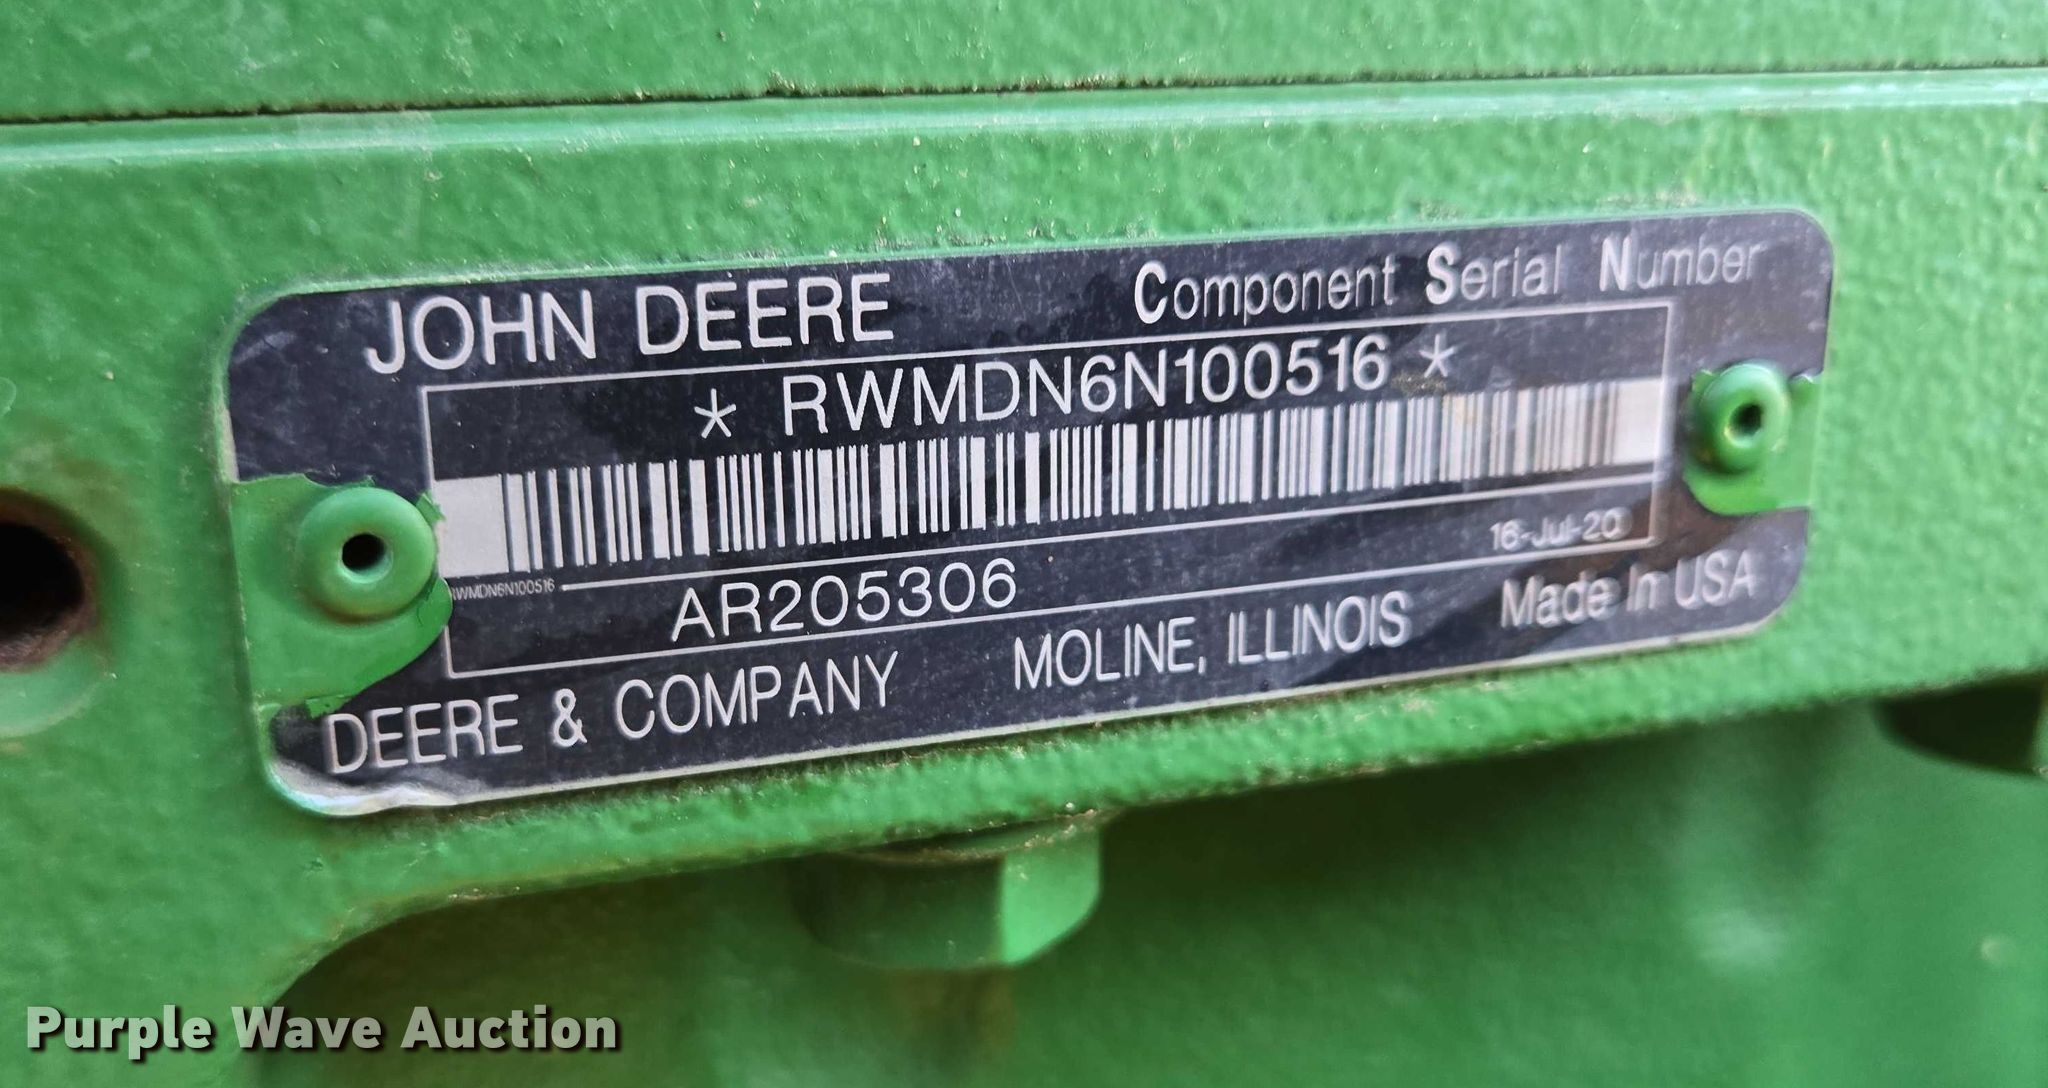 JOHN DEERE Component Serial Number
* RWMDN6N100516 *
RWMDN6N100516
AR205306 16-Jul-20
DEERE & COMPANY MOLINE, ILLINOIS Made In USA
Purple Wave Auction